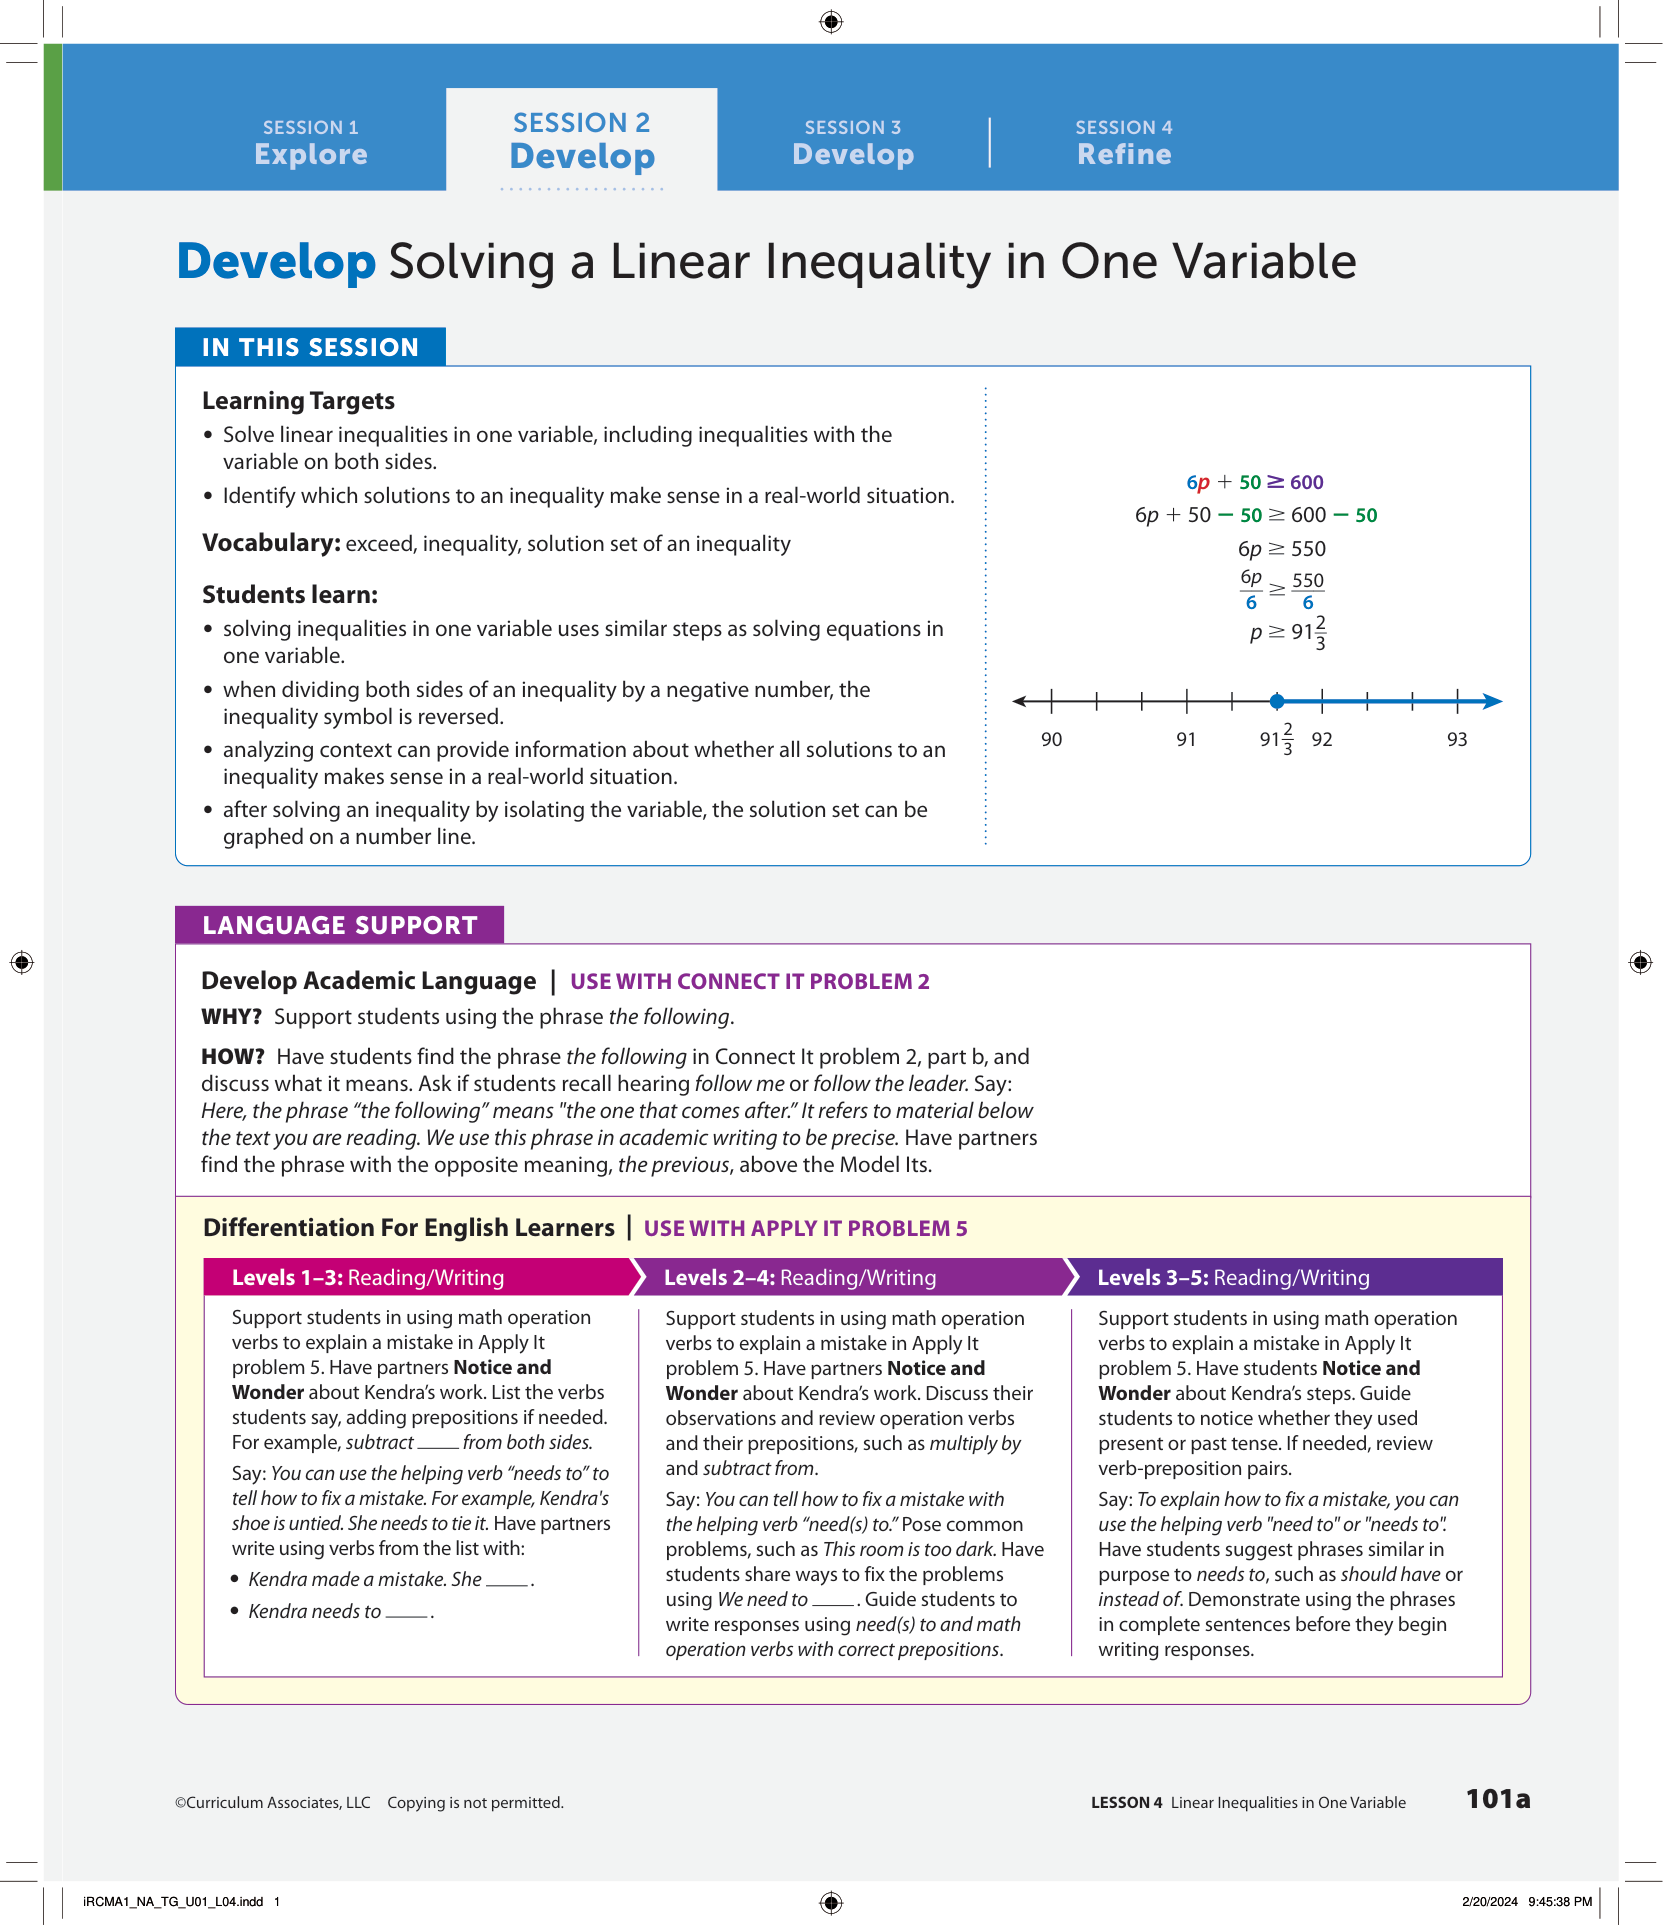 SESSION 1
Explore
SESSION 2
Develop
SESSION 3
Develop
SESSION 4
Refine
Develop Solving a Linear Inequality in One Variable
IN THIS SESSION
Learning Targets
• Solve linear inequalities in one variable, including inequalities with the
variable on both sides.
• Identify which solutions to an inequality make sense in a real-world situation.
Vocabulary: exceed, inequality, solution set of an inequality
Students learn:
• solving inequalities in one variable uses similar steps as solving equations in
one variable.
• when dividing both sides of an inequality by a negative number, the
inequality symbol is reversed.
• analyzing context can provide information about whether all solutions to an
inequality makes sense in a real-world situation.
• after solving an inequality by isolating the variable, the solution set can be
graphed on a number line.
6p + 50 ≥ 600
6p + 50 − 50 ≥ 600 − 50
6p ≥ 550
6p/6 ≥ 550/6
p ≥ 91 2/3
90 91 91 2/3 92 93
LANGUAGE SUPPORT
Develop Academic Language | USE WITH CONNECT IT PROBLEM 2
WHY? Support students using the phrase the following.
HOW? Have students find the phrase the following in Connect It problem 2, part b, and
discuss what it means. Ask if students recall hearing follow me or follow the leader. Say:
Here, the phrase “the following” means "the one that comes after.” It refers to material below
the text you are reading. We use this phrase in academic writing to be precise. Have partners
find the phrase with the opposite meaning, the previous, above the Model Its.
Differentiation For English Learners | USE WITH APPLY IT PROBLEM 5
Levels 1–3: Reading/Writing
Support students in using math operation
verbs to explain a mistake in Apply It
problem 5. Have partners Notice and
Wonder about Kendra’s work. List the verbs
students say, adding prepositions if needed.
For example, subtract ____ from both sides.
Say: You can use the helping verb “needs to” to
tell how to fix a mistake. For example, Kendra's
shoe is untied. She needs to tie it. Have partners
write using verbs from the list with:
• Kendra made a mistake. She ____ .
• Kendra needs to ____ .
Levels 2–4: Reading/Writing
Support students in using math operation
verbs to explain a mistake in Apply It
problem 5. Have partners Notice and
Wonder about Kendra’s work. Discuss their
observations and review operation verbs
and their prepositions, such as multiply by
and subtract from.
Say: You can tell how to fix a mistake with
the helping verb “need(s) to.” Pose common
problems, such as This room is too dark. Have
students share ways to fix the problems
using We need to ____ . Guide students to
write responses using need(s) to and math
operation verbs with correct prepositions.
Levels 3–5: Reading/Writing
Support students in using math operation
verbs to explain a mistake in Apply It
problem 5. Have students Notice and
Wonder about Kendra’s steps. Guide
students to notice whether they used
present or past tense. If needed, review
verb-preposition pairs.
Say: To explain how to fix a mistake, you can
use the helping verb "need to" or "needs to".
Have students suggest phrases similar in
purpose to needs to, such as should have or
instead of. Demonstrate using the phrases
in complete sentences before they begin
writing responses.
©Curriculum Associates, LLC Copying is not permitted.
LESSON 4 Linear Inequalities in One Variable 101a
iRCMA1_NA_TG_U01_L04.indd 1
2/20/2024 9:45:38 PM